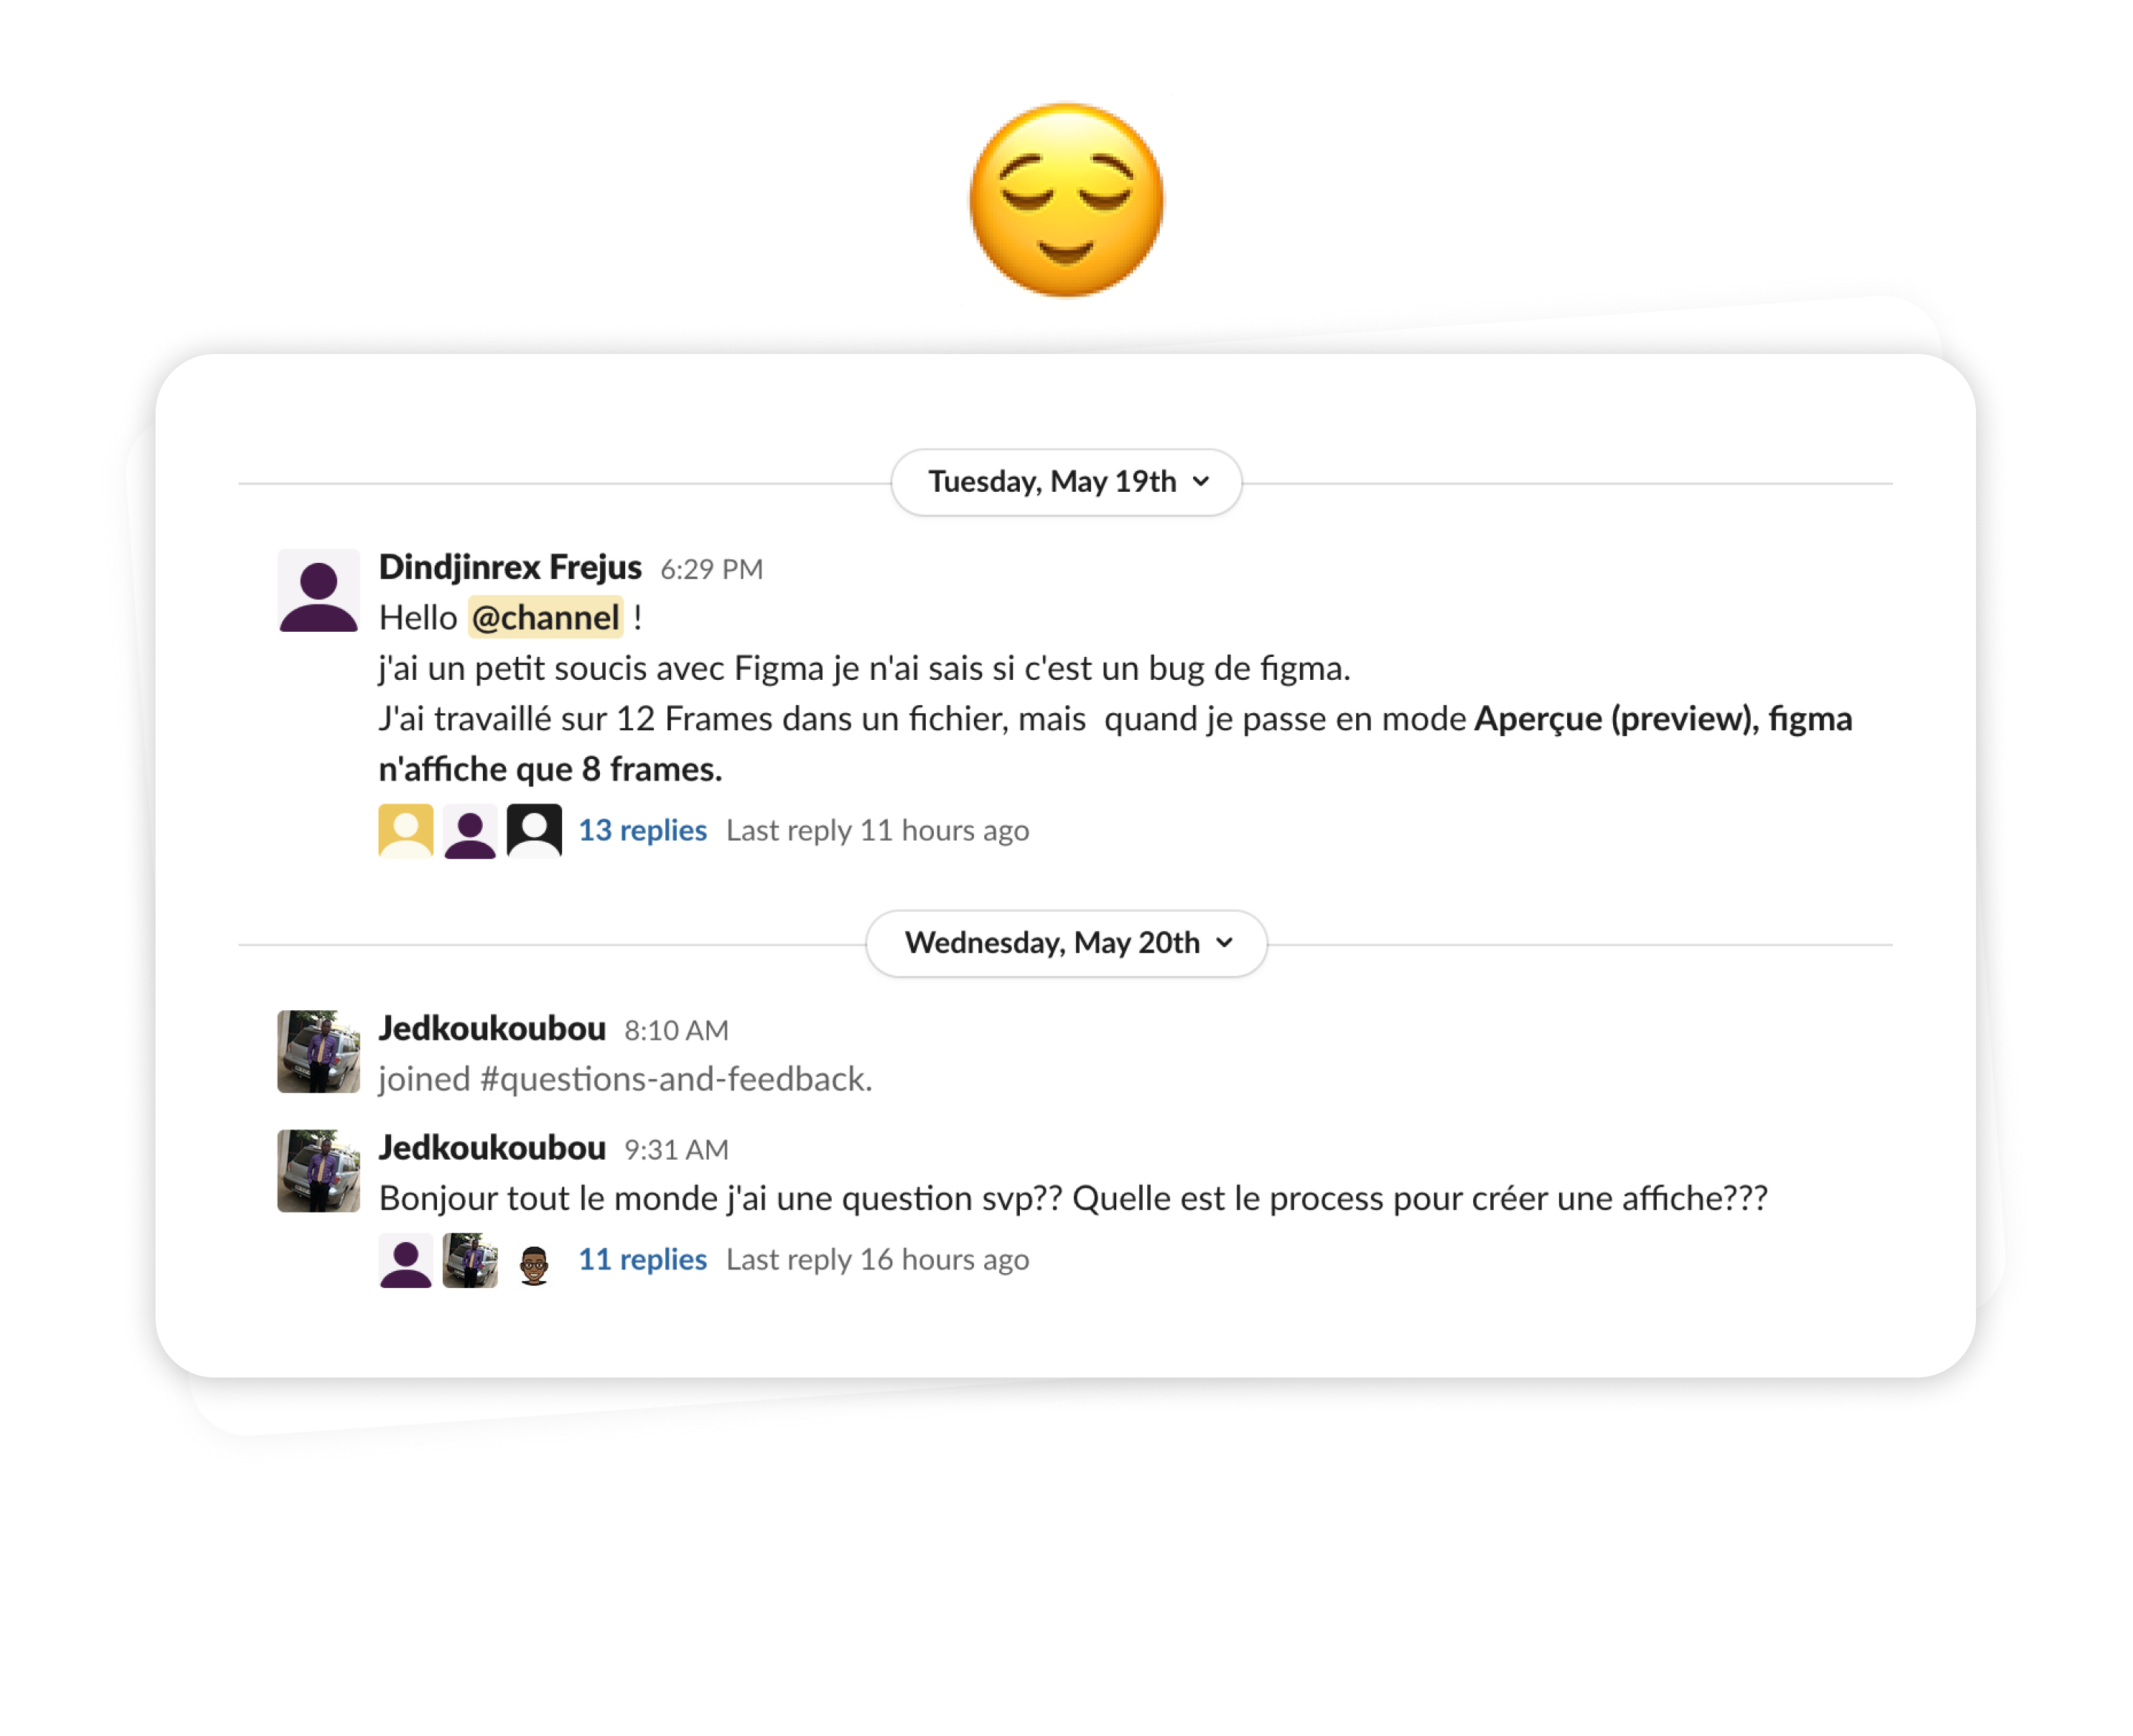 Tuesday, May 19th
Dindjinrex Frejus 6:29 PM
Hello @channel !
j'ai un petit soucis avec Figma je n'ai sais si c'est un bug de figma.
J'ai travaillé sur 12 Frames dans un fichier, mais  quand je passe en mode Aperçue (preview), figma
n'affiche que 8 frames.
13 replies Last reply 11 hours ago
Wednesday, May 20th
Jedkoukoubou 8:10 AM
joined #questions-and-feedback.
Jedkoukoubou 9:31 AM
Bonjour tout le monde j'ai une question svp?? Quelle est le process pour créer une affiche???
11 replies Last reply 16 hours ago